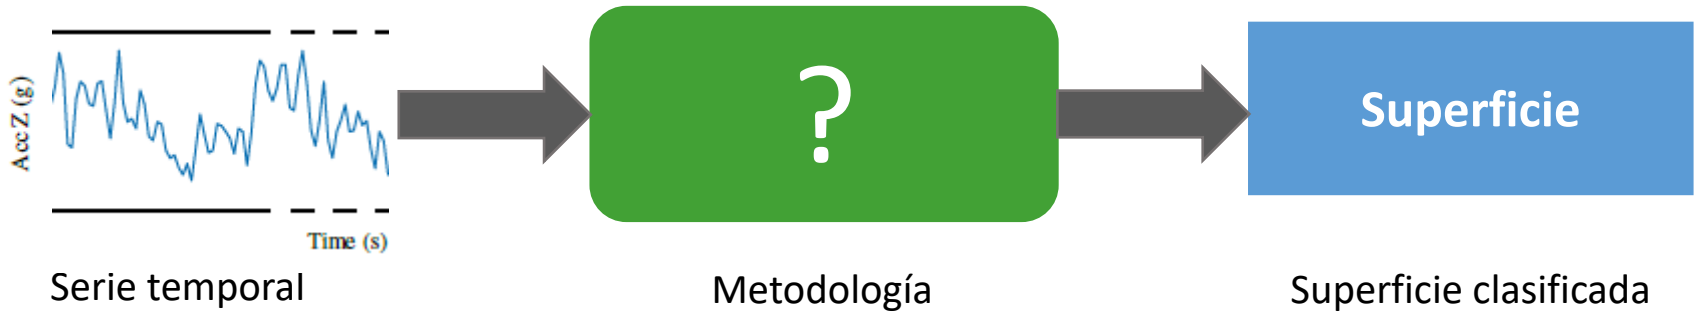 Acc Z (g)
Time (s)
Serie temporal
?
Metodología
Superficie
Superficie clasificada